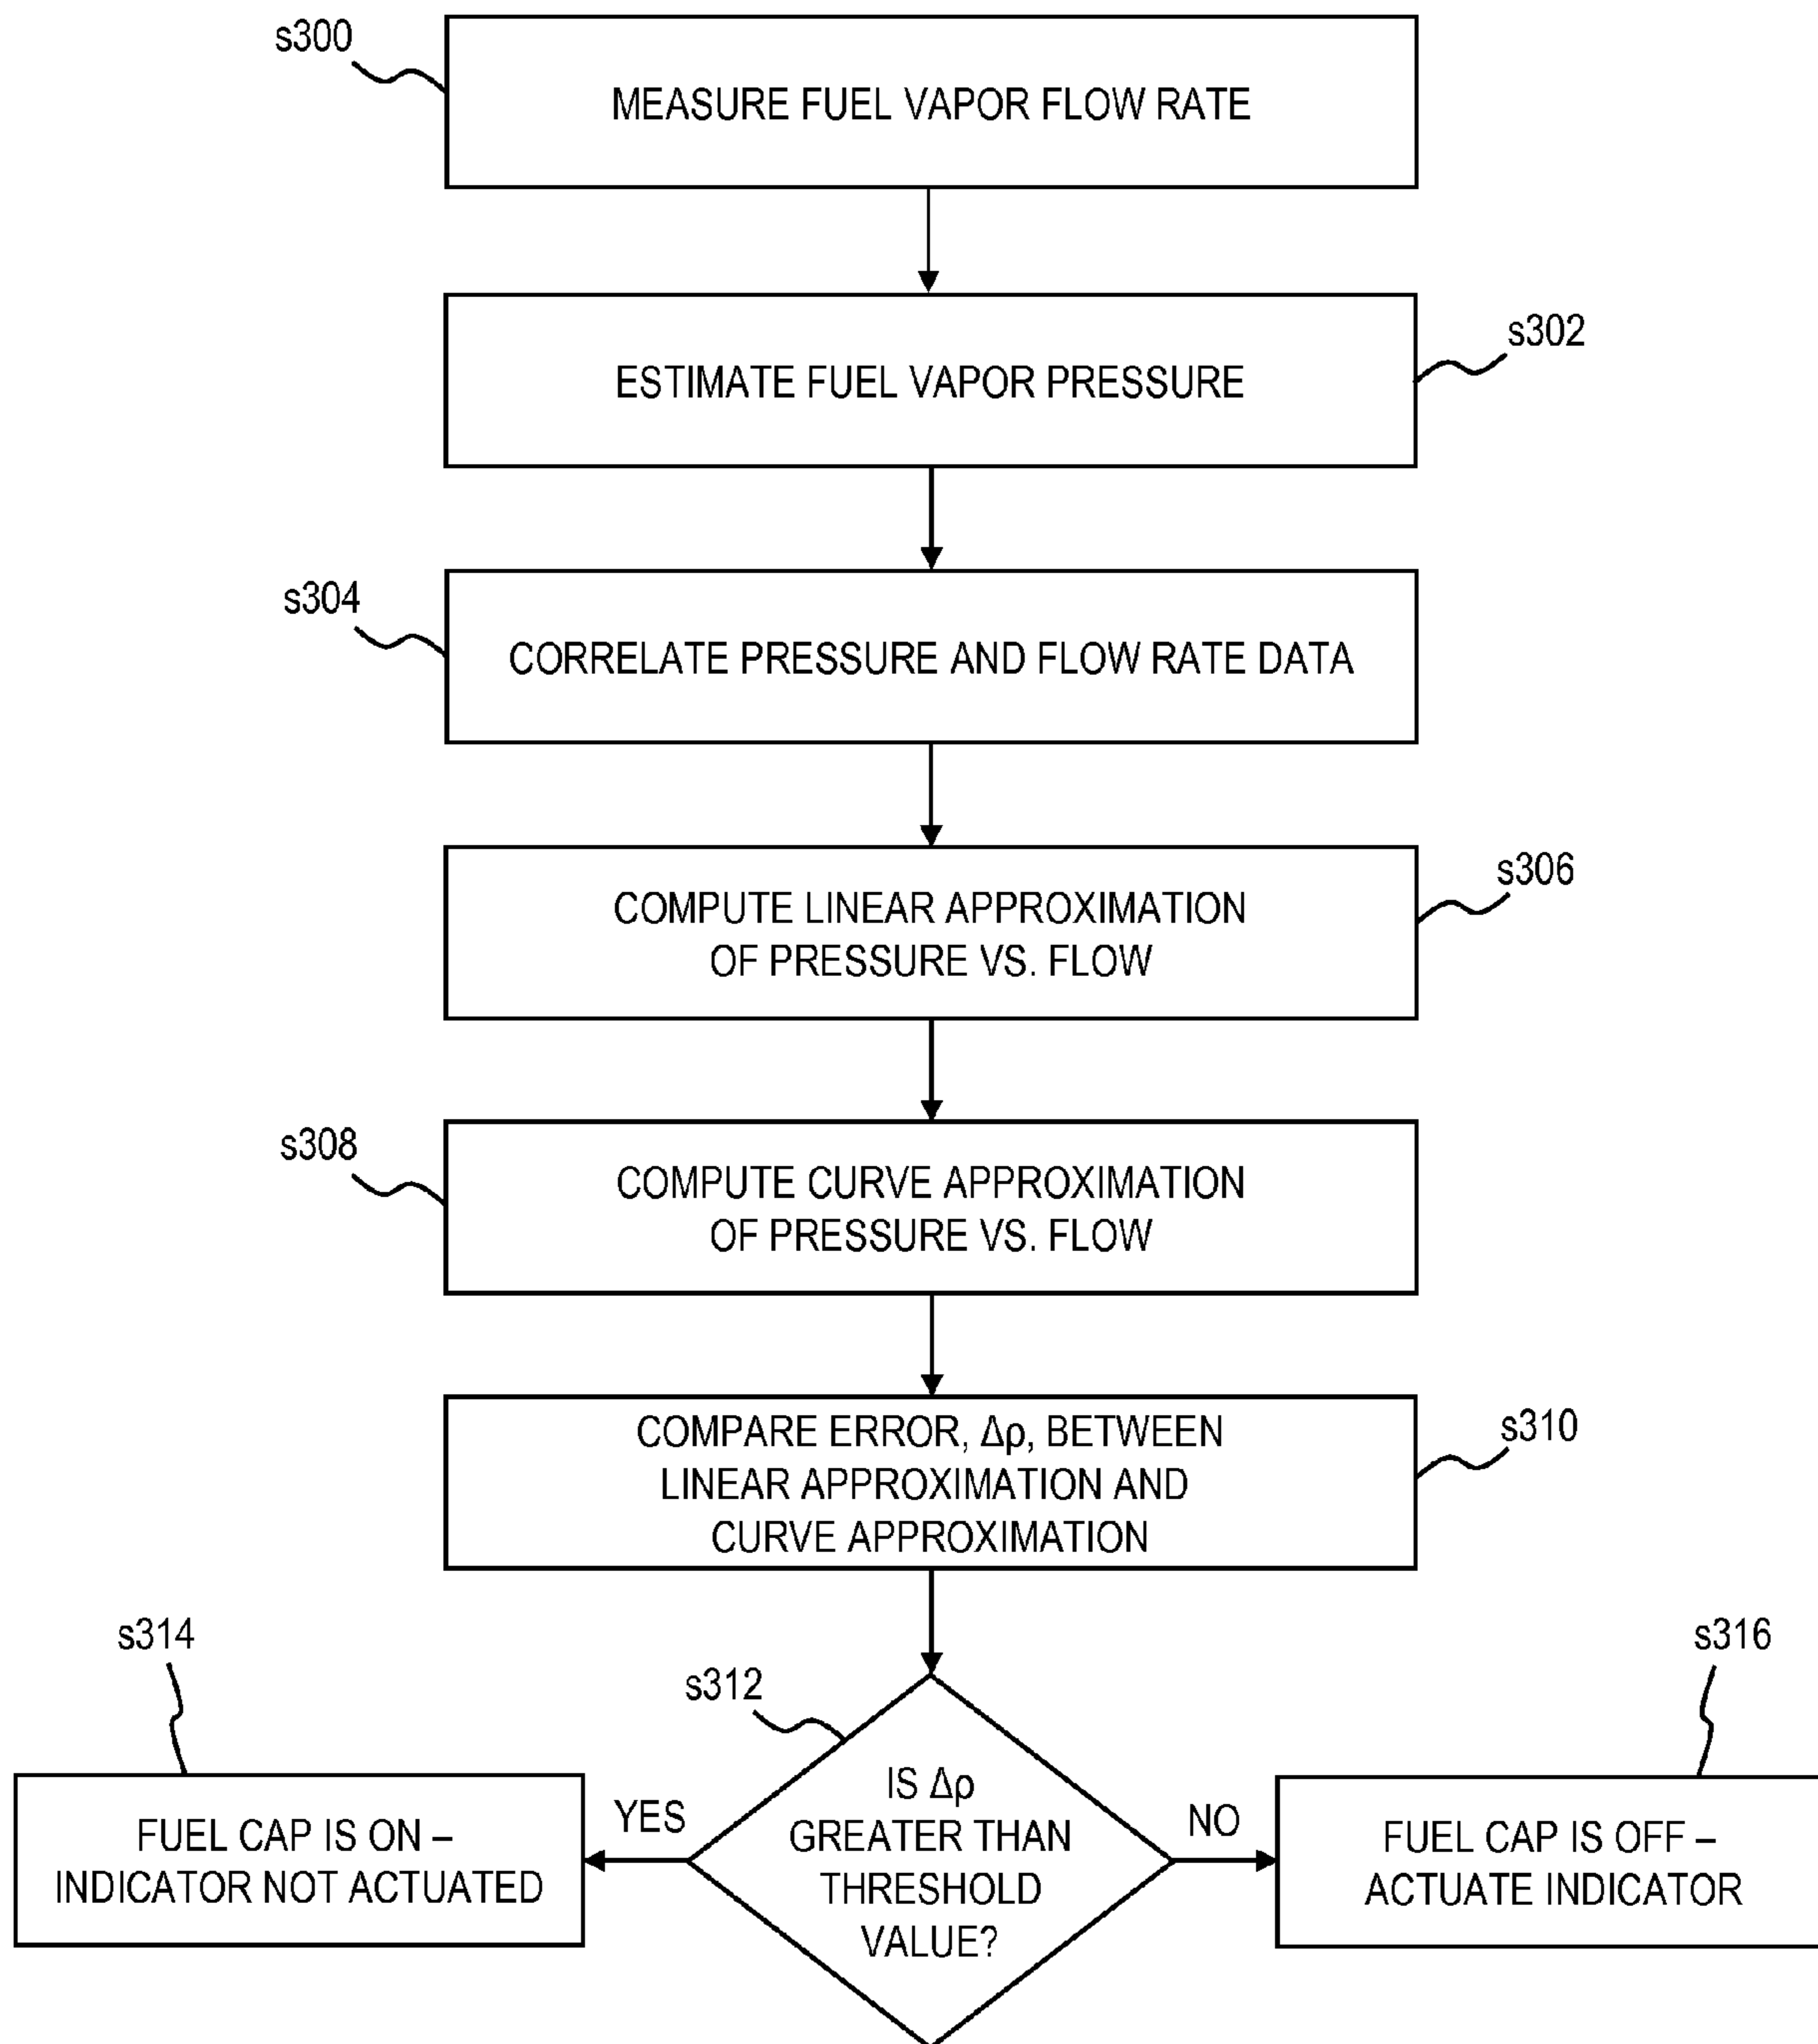 s300
MEASURE FUEL VAPOR FLOW RATE
s302
ESTIMATE FUEL VAPOR PRESSURE
s304
CORRELATE PRESSURE AND FLOW RATE DATA
s306
COMPUTE LINEAR APPROXIMATION
OF PRESSURE VS. FLOW
s308
COMPUTE CURVE APPROXIMATION
OF PRESSURE VS. FLOW
s310
COMPARE ERROR, Δρ, BETWEEN
LINEAR APPROXIMATION AND
CURVE APPROXIMATION
s312
IS Δρ
GREATER THAN
THRESHOLD
VALUE?
YES
NO
s314
FUEL CAP IS ON –
INDICATOR NOT ACTUATED
s316
FUEL CAP IS OFF –
ACTUATE INDICATOR